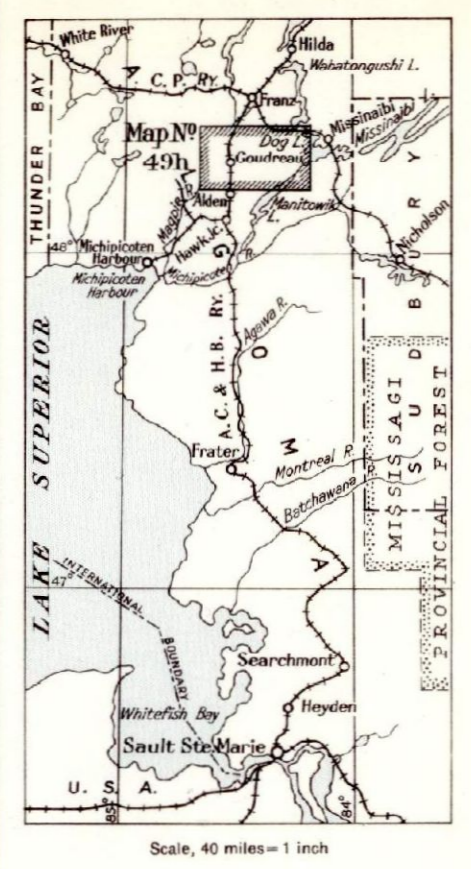 White River
Hilda
Wabatongushi L.
A. C. P. Ry.
Franz
THUNDER BAY
Map Nº
49h
Missinaibi
Missinaibi L.
Dog L.
Goudreau
Magpie R.
Alden
Manitowik L.
Hawk Jc.
48°
Michipicoten
Harbour
Michipicoten
Harbour
Michipicoten R.
Nicholson
SUDBURY
ALGOMA
Agawa R.
A. C. & H. B. RY.
LAKE SUPERIOR
MISSISSAGI
PROVINCIAL FOREST
Frater
Montreal R.
Batchawana R.
47°
INTERNATIONAL
BOUNDARY
Searchmont
Heyden
Whitefish Bay
Sault Ste. Marie
U. S. A.
85°
84°
Scale, 40 miles = 1 inch